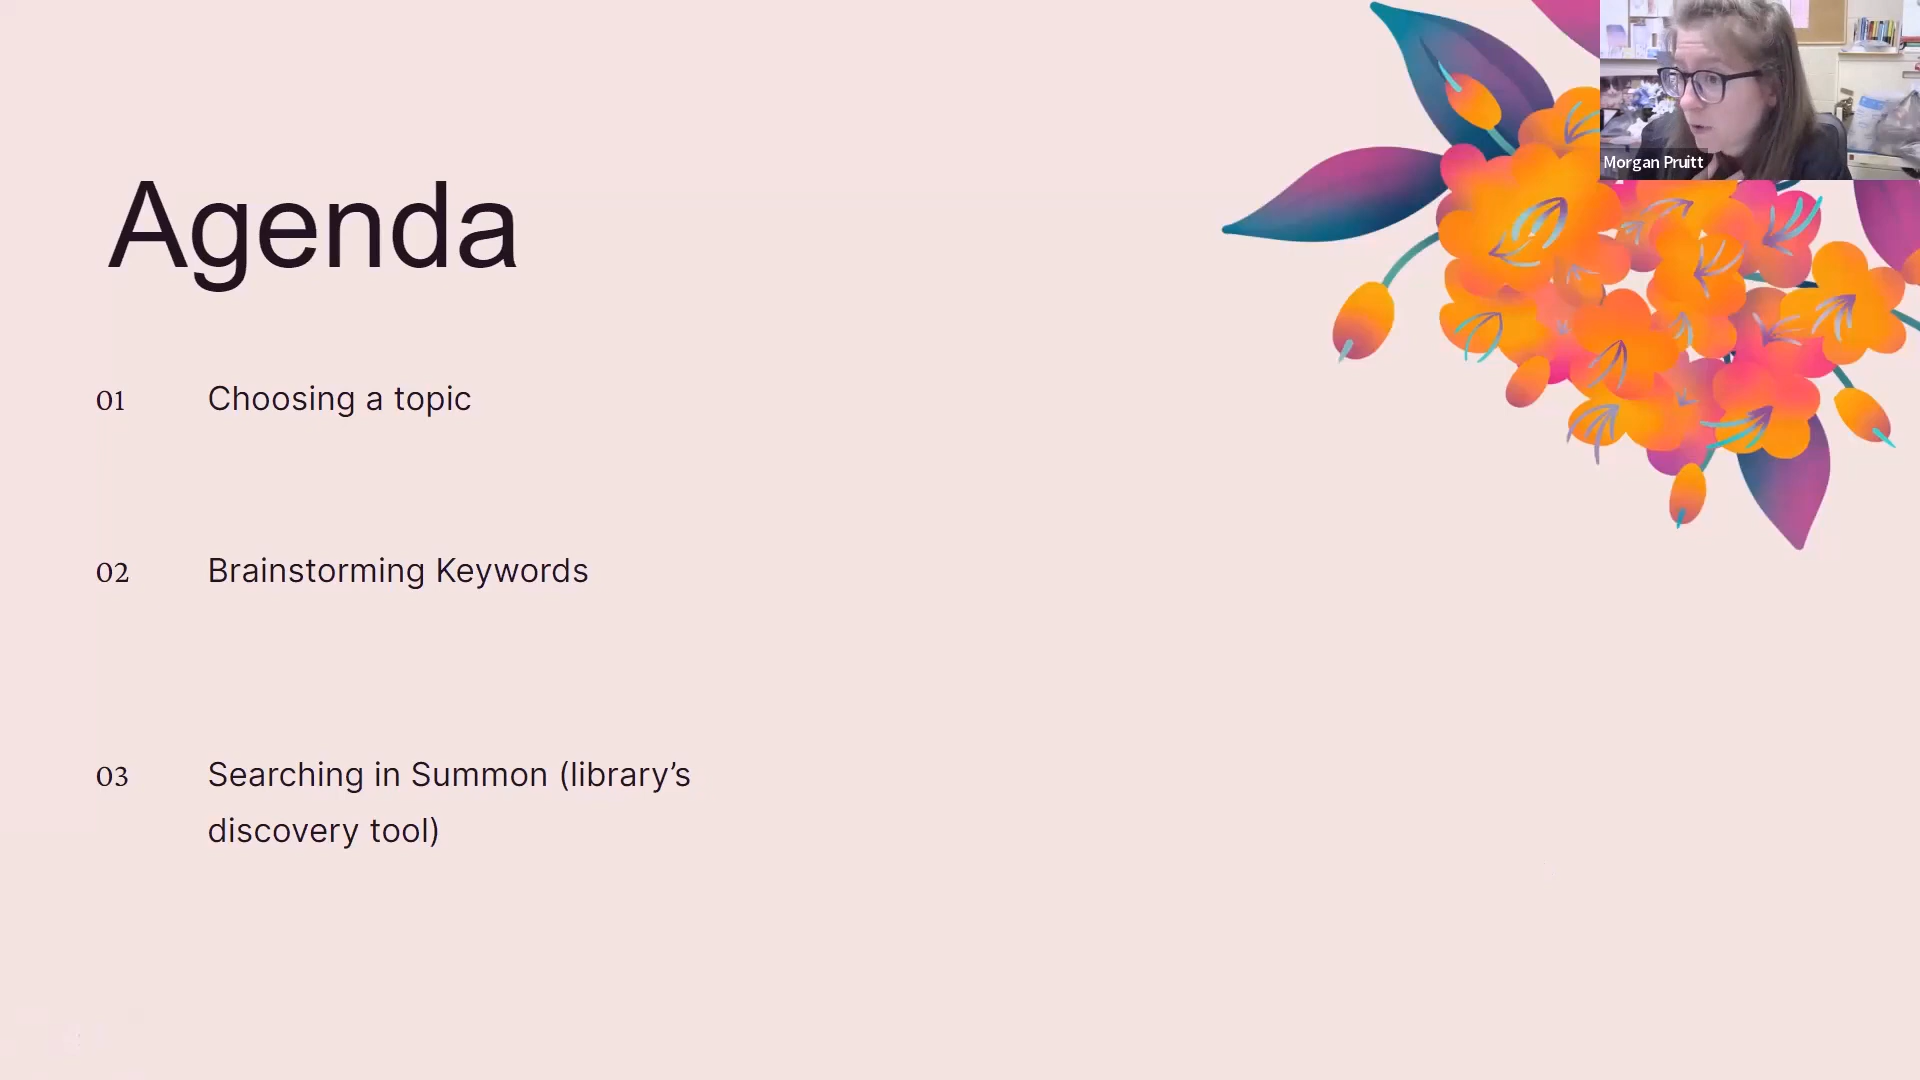 Agenda
01 Choosing a topic
02 Brainstorming Keywords
03 Searching in Summon (library’s
discovery tool)
Morgan Pruitt